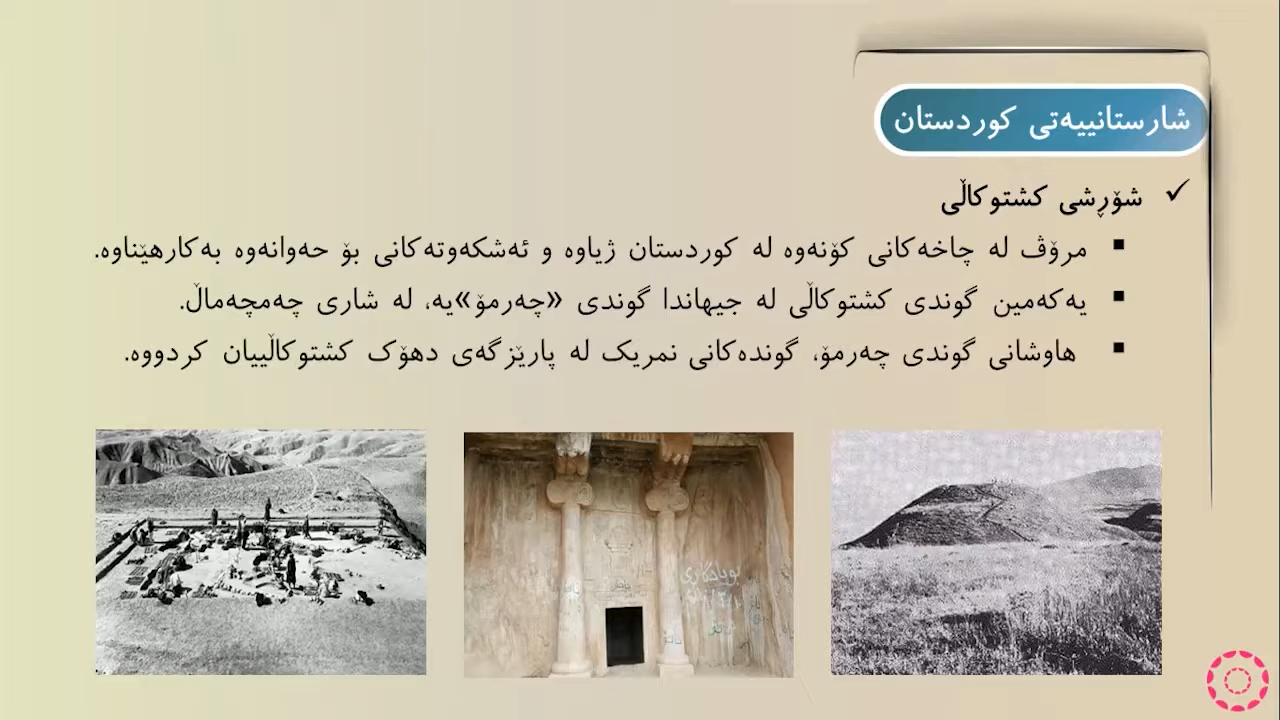 شارستانییەتی کوردستان
شۆڕشی کشتوکاڵی
مرۆڤ لە چاخەکانی کۆنەوە لە کوردستان ژیاوە و ئەشکەوتەکانی بۆ حەوانەوە بەکارهێناوە.
یەکەمین گوندی کشتوکاڵی لە جیهاندا گوندی «چەرمۆ»یە، لە شاری چەمچەماڵ.
هاوشانی گوندی چەرمۆ، گوندەکانی نمریک لە پارێزگەی دهۆک کشتوکاڵییان کردووە.